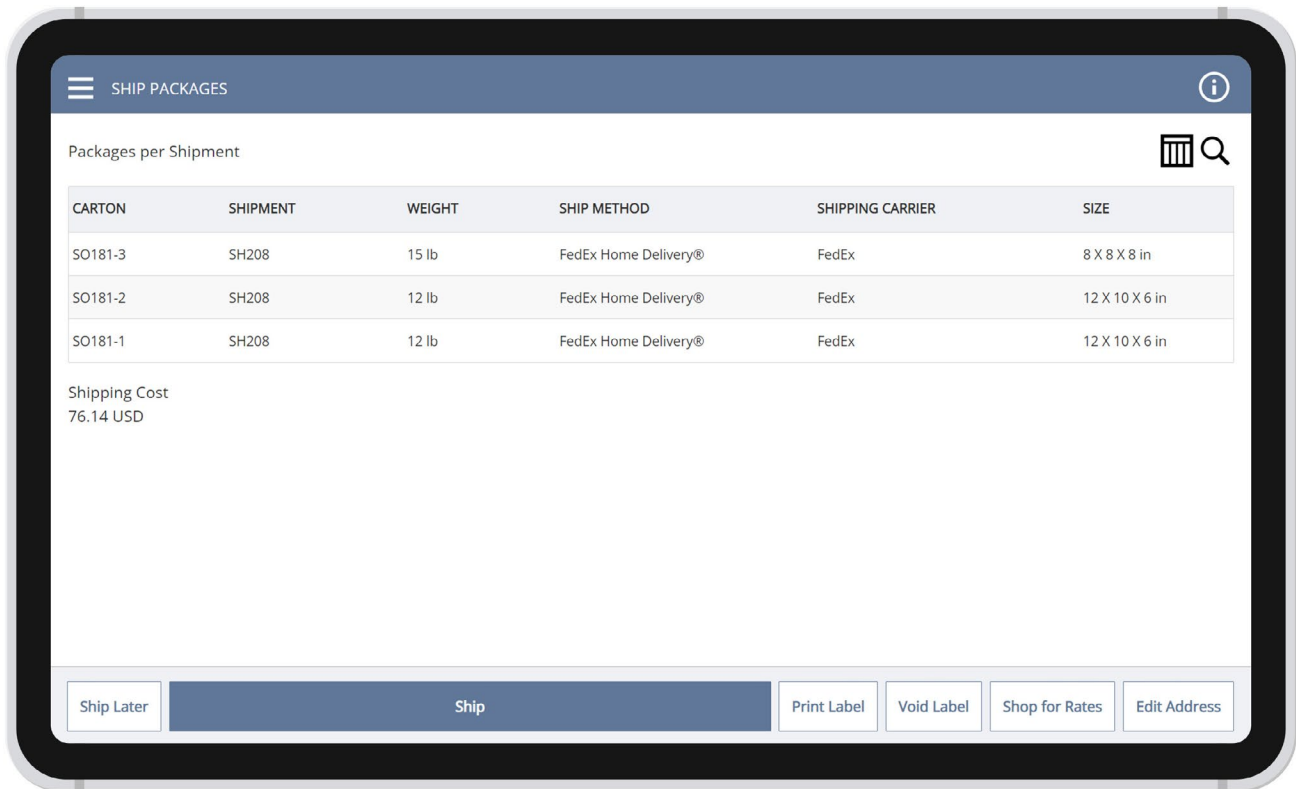 SHIP PACKAGES
Packages per Shipment
CARTON SHIPMENT WEIGHT SHIP METHOD SHIPPING CARRIER SIZE
SO181-3 SH208 15 lb FedEx Home Delivery® FedEx 8 X 8 X 8 in
SO181-2 SH208 12 lb FedEx Home Delivery® FedEx 12 X 10 X 6 in
SO181-1 SH208 12 lb FedEx Home Delivery® FedEx 12 X 10 X 6 in
Shipping Cost
76.14 USD
Ship Later Ship Print Label Void Label Shop for Rates Edit Address